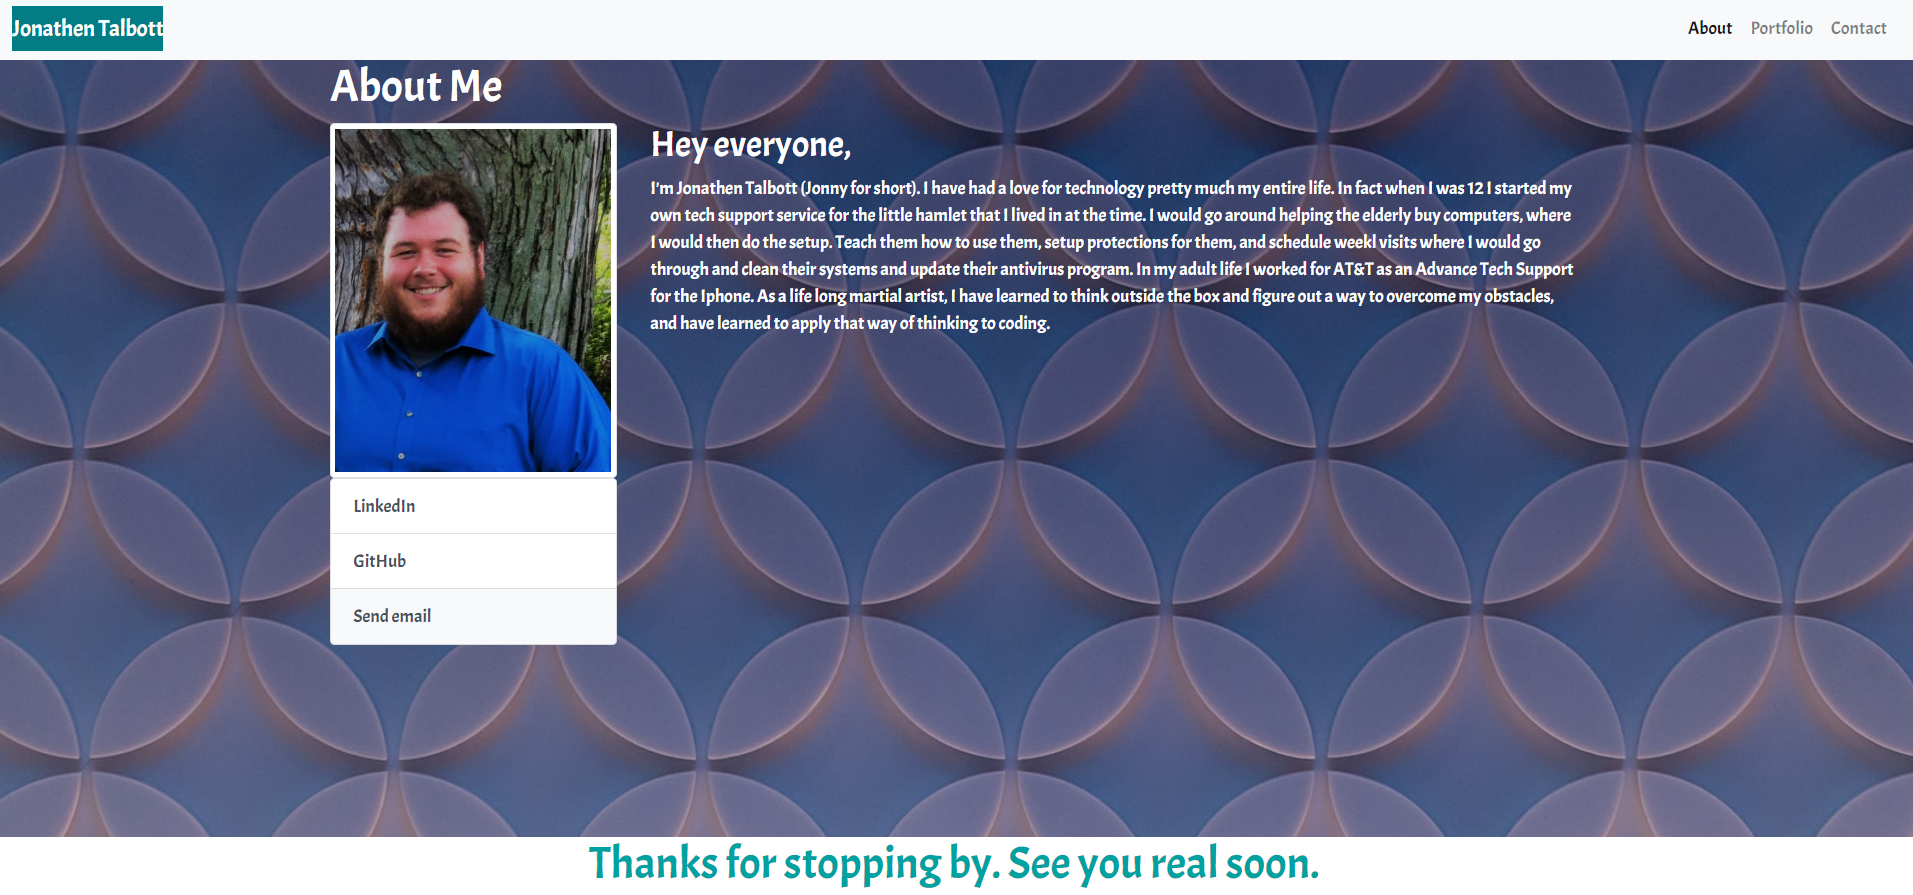 Jonathen Talbott
About Portfolio Contact
About Me
Hey everyone,
I'm Jonathen Talbott (Jonny for short). I have had a love for technology pretty much my entire life. In fact when I was 12 I started my
own tech support service for the little hamlet that I lived in at the time. I would go around helping the elderly buy computers, where
I would then do the setup. Teach them how to use them, setup protections for them, and schedule weekl visits where I would go
through and clean their systems and update their antivirus program. In my adult life I worked for AT&T as an Advance Tech Support
for the Iphone. As a life long martial artist, I have learned to think outside the box and figure out a way to overcome my obstacles,
and have learned to apply that way of thinking to coding.
LinkedIn
GitHub
Send email
Thanks for stopping by. See you real soon.